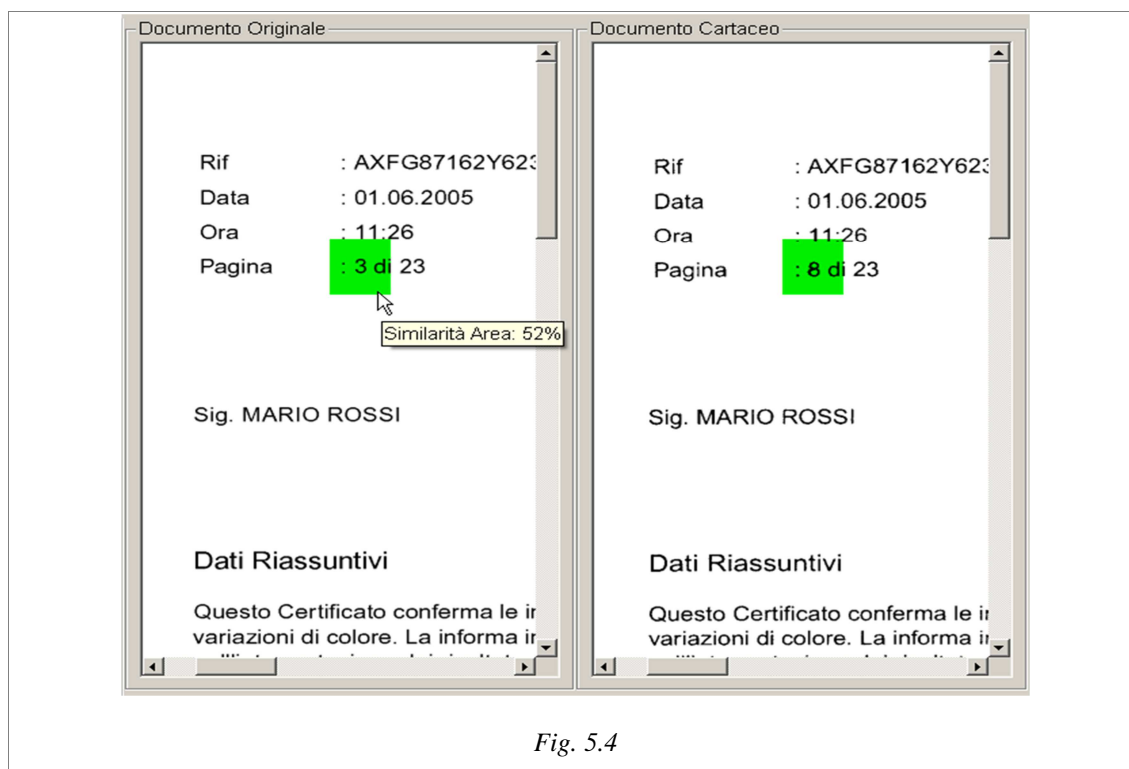 Documento Originale
Rif : AXFG87162Y623
Data : 01.06.2005
Ora : 11:26
Pagina : 3 di 23
Similarità Area: 52%
Sig. MARIO ROSSI
Dati Riassuntivi
Questo Certificato conferma le
variazioni di colore. La informa
Documento Cartaceo
Rif : AXFG87162Y623
Data : 01.06.2005
Ora : 11:26
Pagina : 8 di 23
Sig. MARIO ROSSI
Dati Riassuntivi
Questo Certificato conferma le
variazioni di colore. La informa
Fig. 5.4